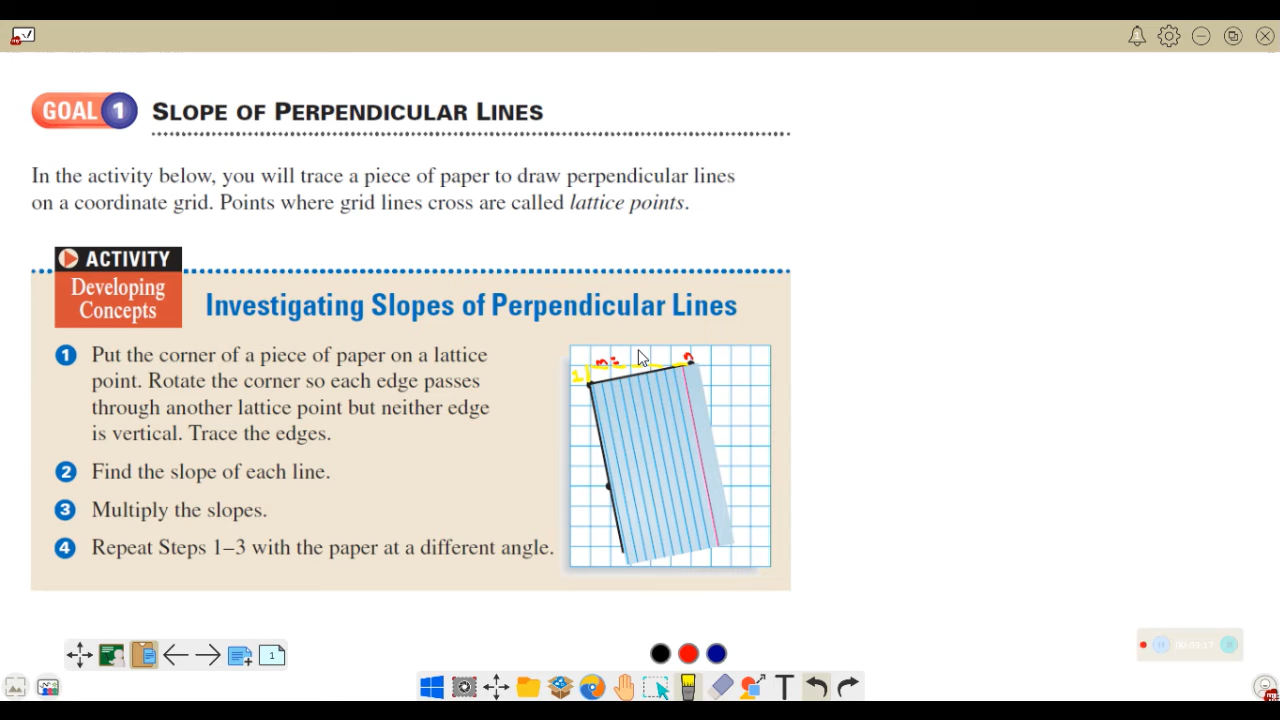 GOAL 1 SLOPE OF PERPENDICULAR LINES
In the activity below, you will trace a piece of paper to draw perpendicular lines
on a coordinate grid. Points where grid lines cross are called lattice points.
ACTIVITY
Developing
Concepts
Investigating Slopes of Perpendicular Lines
1 Put the corner of a piece of paper on a lattice
point. Rotate the corner so each edge passes
through another lattice point but neither edge
is vertical. Trace the edges.
2 Find the slope of each line.
3 Multiply the slopes.
4 Repeat Steps 1–3 with the paper at a different angle.
m=
1
1
00:03:17
T